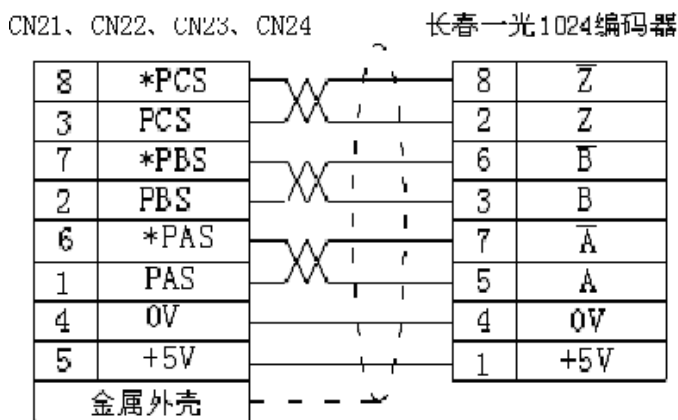 CN21、CN22、CN23、CN24 长春一光1024编码器
8 *PCS 8 Z̅
3 PCS 2 Z
7 *PBS 6 B̅
2 PBS 3 B
6 *PAS 7 A̅
1 PAS 5 A
4 0V 4 0V
5 +5V 1 +5V
金属外壳